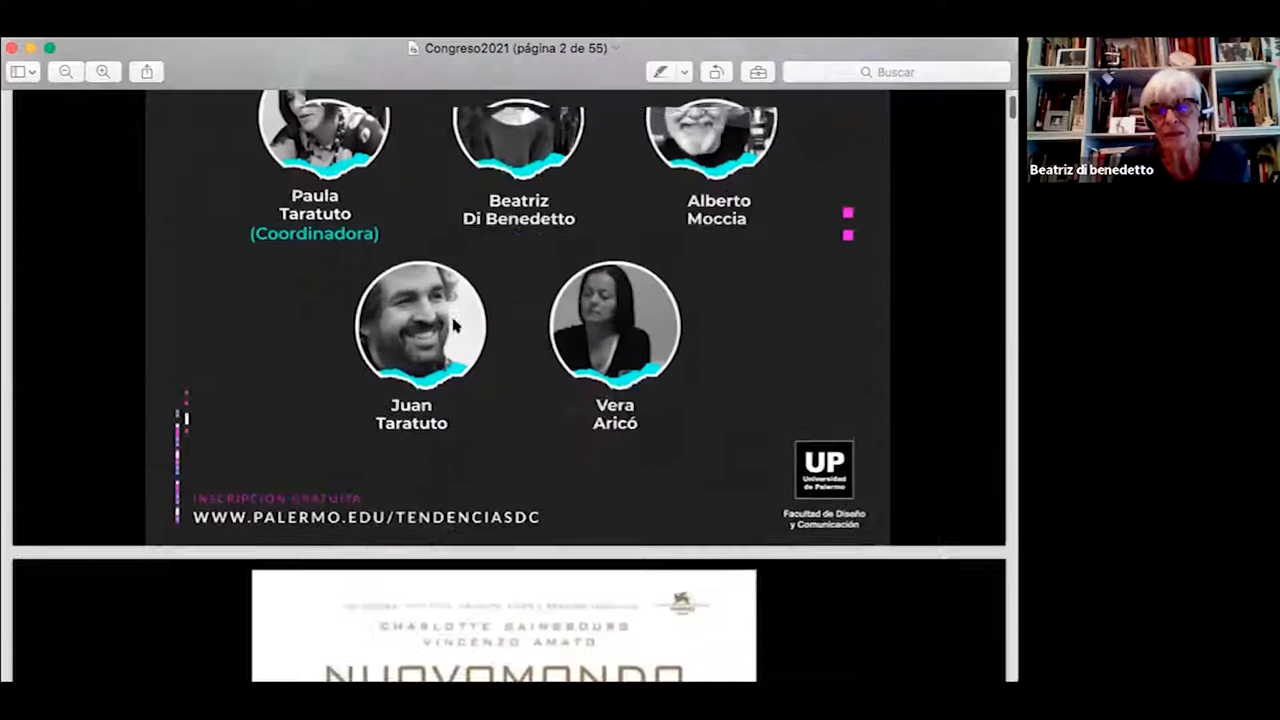 Congreso2021 (página 2 de 55)
Buscar
Beatriz di benedetto
Paula
Taratuto
(Coordinadora)
Beatriz
Di Benedetto
Alberto
Moccia
Juan
Taratuto
Vera
Aricó
INSCRIPCIÓN GRATUITA
WWW.PALERMO.EDU/TENDENCIASDC
UP
Universidad
de Palermo
Facultad de Diseño
y Comunicación
CHARLOTTE GAINSBOURG
VINCENZO AMATO
NUOVOMONDO